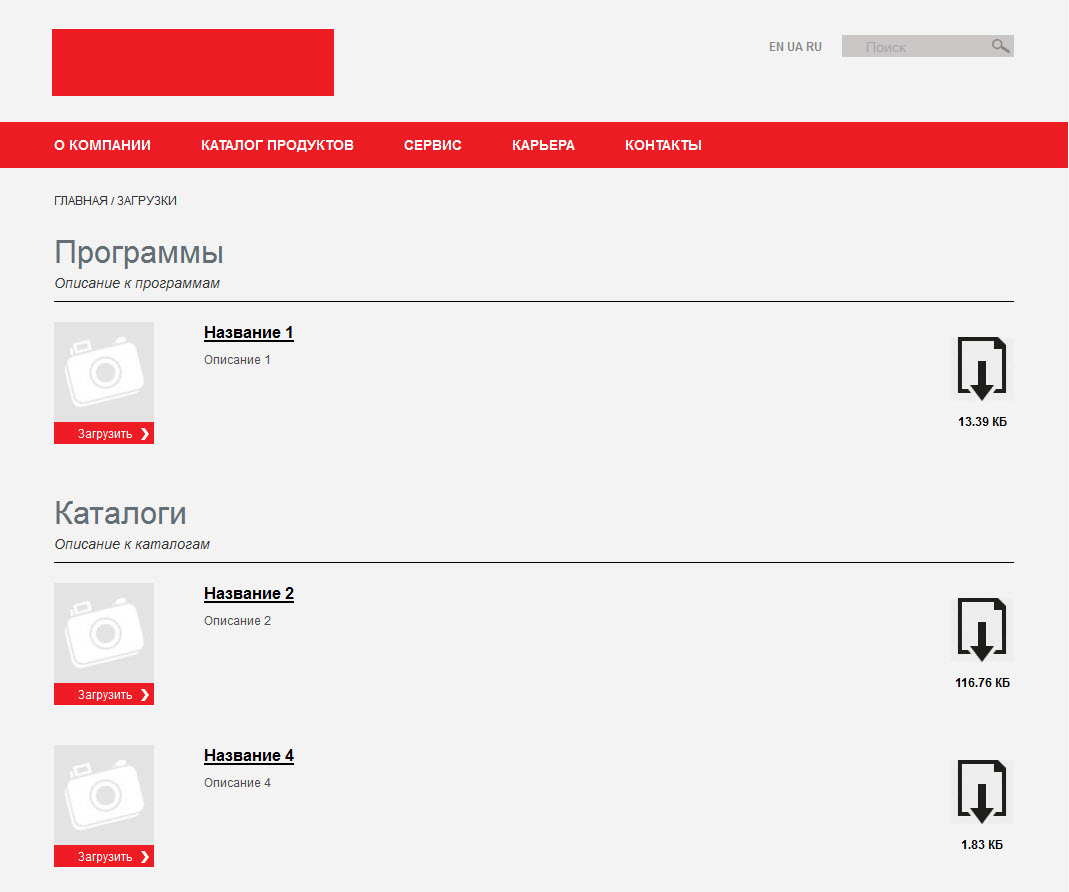 EN UA RU
Поиск
О КОМПАНИИ КАТАЛОГ ПРОДУКТОВ СЕРВИС КАРЬЕРА КОНТАКТЫ
ГЛАВНАЯ / ЗАГРУЗКИ
Программы
Описание к программам
Название 1
Описание 1
Загрузить
13.39 КБ
Каталоги
Описание к каталогам
Название 2
Описание 2
Загрузить
116.76 КБ
Название 4
Описание 4
Загрузить
1.83 КБ